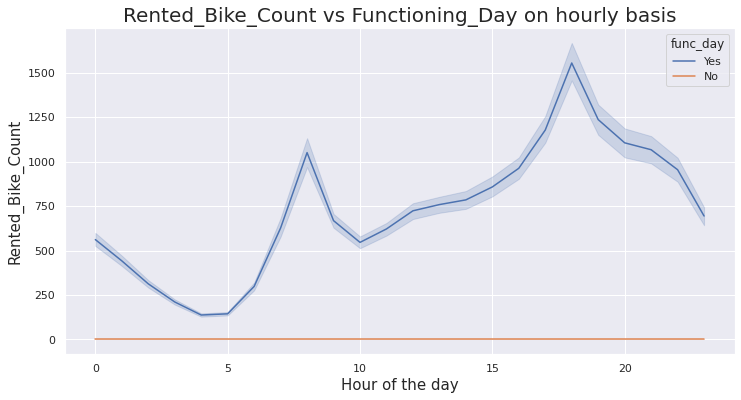 Rented_Bike_Count vs Functioning_Day on hourly basis
func_day
Yes
No
Rented_Bike_Count
1500
1250
1000
750
500
250
0
0 5 10 15 20
Hour of the day